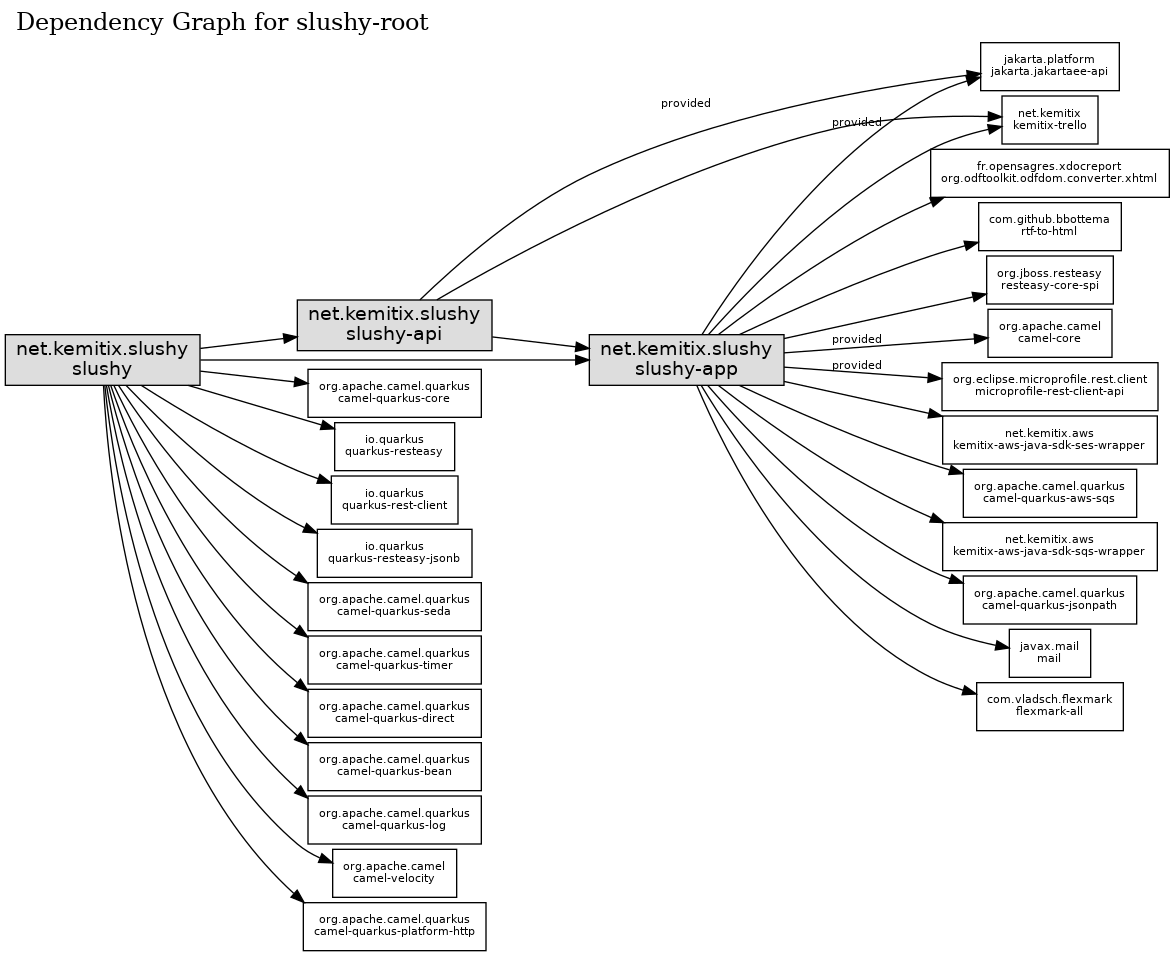 Dependency Graph for slushy-root
jakarta.platform
jakarta.jakartaee-api
provided
net.kemitix
kemitix-trello
provided
fr.opensagres.xdocreport
org.odftoolkit.odfdom.converter.xhtml
com.github.bbottema
rtf-to-html
org.jboss.resteasy
resteasy-core-spi
net.kemitix.slushy
slushy-api
org.apache.camel
camel-core
provided
net.kemitix.slushy
slushy
net.kemitix.slushy
slushy-app
provided
org.eclipse.microprofile.rest.client
microprofile-rest-client-api
org.apache.camel.quarkus
camel-quarkus-core
io.quarkus
quarkus-resteasy
net.kemitix.aws
kemitix-aws-java-sdk-ses-wrapper
io.quarkus
quarkus-rest-client
org.apache.camel.quarkus
camel-quarkus-aws-sqs
io.quarkus
quarkus-resteasy-jsonb
net.kemitix.aws
kemitix-aws-java-sdk-sqs-wrapper
org.apache.camel.quarkus
camel-quarkus-seda
org.apache.camel.quarkus
camel-quarkus-jsonpath
org.apache.camel.quarkus
camel-quarkus-timer
javax.mail
mail
org.apache.camel.quarkus
camel-quarkus-direct
com.vladsch.flexmark
flexmark-all
org.apache.camel.quarkus
camel-quarkus-bean
org.apache.camel.quarkus
camel-quarkus-log
org.apache.camel
camel-velocity
org.apache.camel.quarkus
camel-quarkus-platform-http